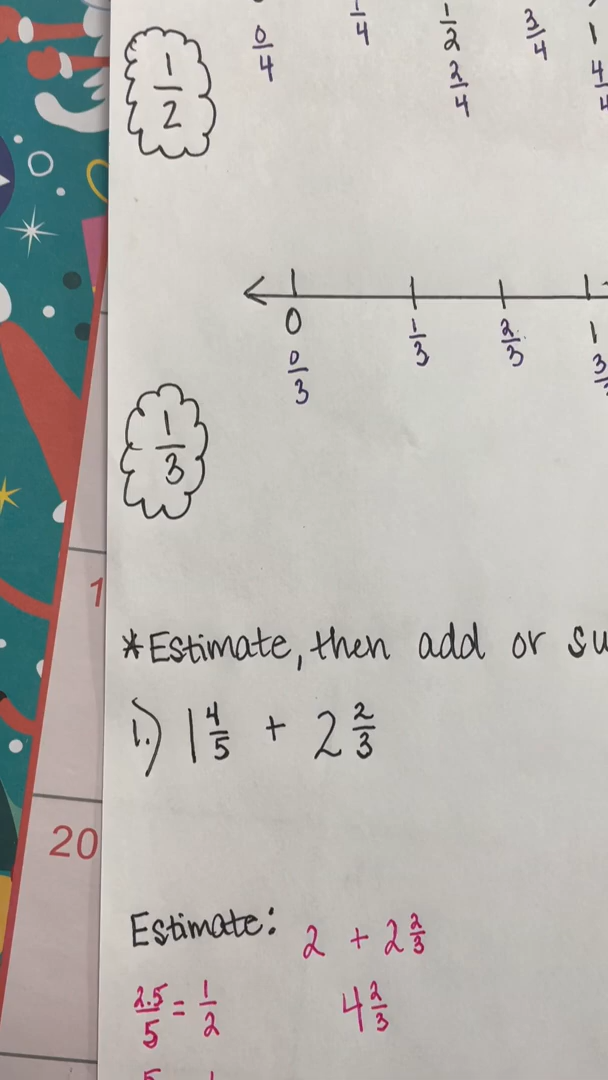 1/4 1/2 3/4 1
0/4 2/4 4/4
1/2
0 1/3 2/3 1
0/3
1/3
1
*Estimate, then add or su
1.) 1 4/5 + 2 2/3
20
Estimate: 2 + 2 2/3
2.5/5 = 1/2 4 2/3